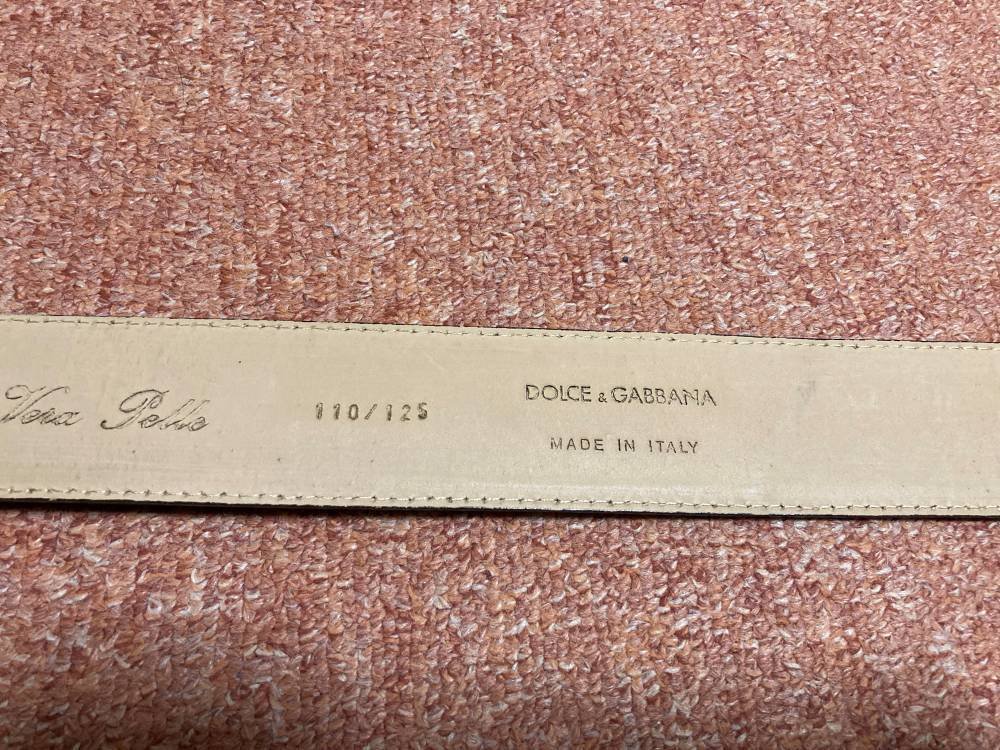 Vera Pelle
110/125
DOLCE & GABBANA
MADE IN ITALY